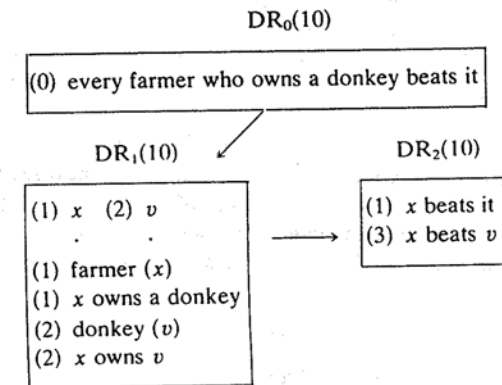 DR₀(10)
(0) every farmer who owns a donkey beats it
DR₁(10)
(1) x (2) v
. .
(1) farmer (x)
(1) x owns a donkey
(2) donkey (v)
(2) x owns v
DR₂(10)
(1) x beats it
(3) x beats v